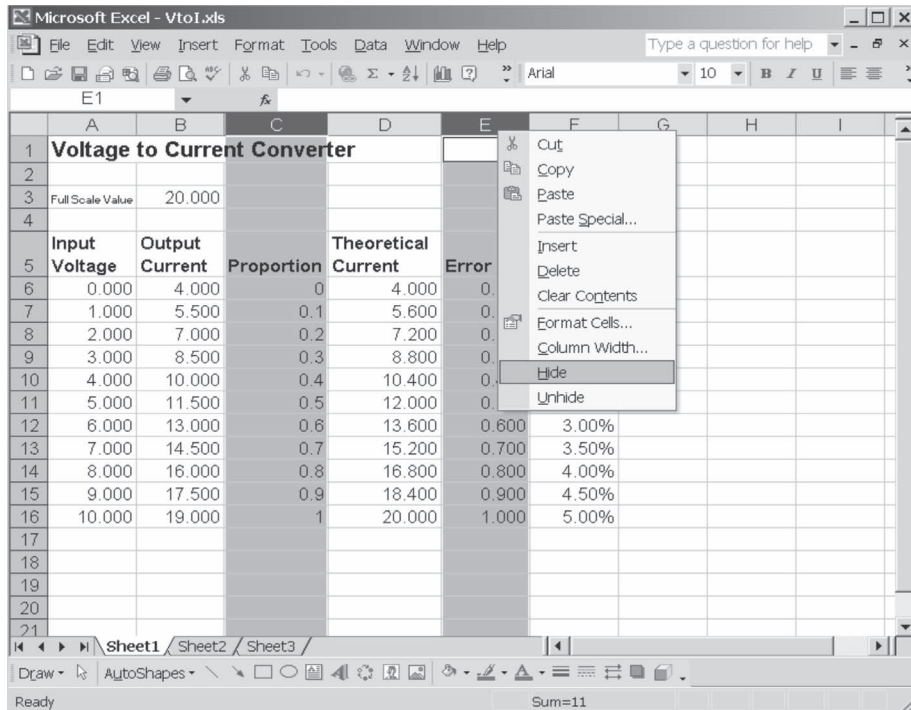 Microsoft Excel - VtoI.xls
File Edit View Insert Format Tools Data Window Help Type a question for help
Arial 10 B I U
E1 fx
A B C D E F G H I
1 Voltage to Current Converter
2
3 Full Scale Value 20.000
4
Input Output Theoretical
5 Voltage Current Proportion Current Error
6 0.000 4.000 0 4.000 0.
7 1.000 5.500 0.1 5.600 0.
8 2.000 7.000 0.2 7.200 0.
9 3.000 8.500 0.3 8.800 0.
10 4.000 10.000 0.4 10.400 0.
11 5.000 11.500 0.5 12.000 0.
12 6.000 13.000 0.6 13.600 0.600 3.00%
13 7.000 14.500 0.7 15.200 0.700 3.50%
14 8.000 16.000 0.8 16.800 0.800 4.00%
15 9.000 17.500 0.9 18.400 0.900 4.50%
16 10.000 19.000 1 20.000 1.000 5.00%
17
18
19
20
21
Cut
Copy
Paste
Paste Special...
Insert
Delete
Clear Contents
Format Cells...
Column Width...
Hide
Unhide
Sheet1 Sheet2 Sheet3
Draw AutoShapes
Ready Sum=11